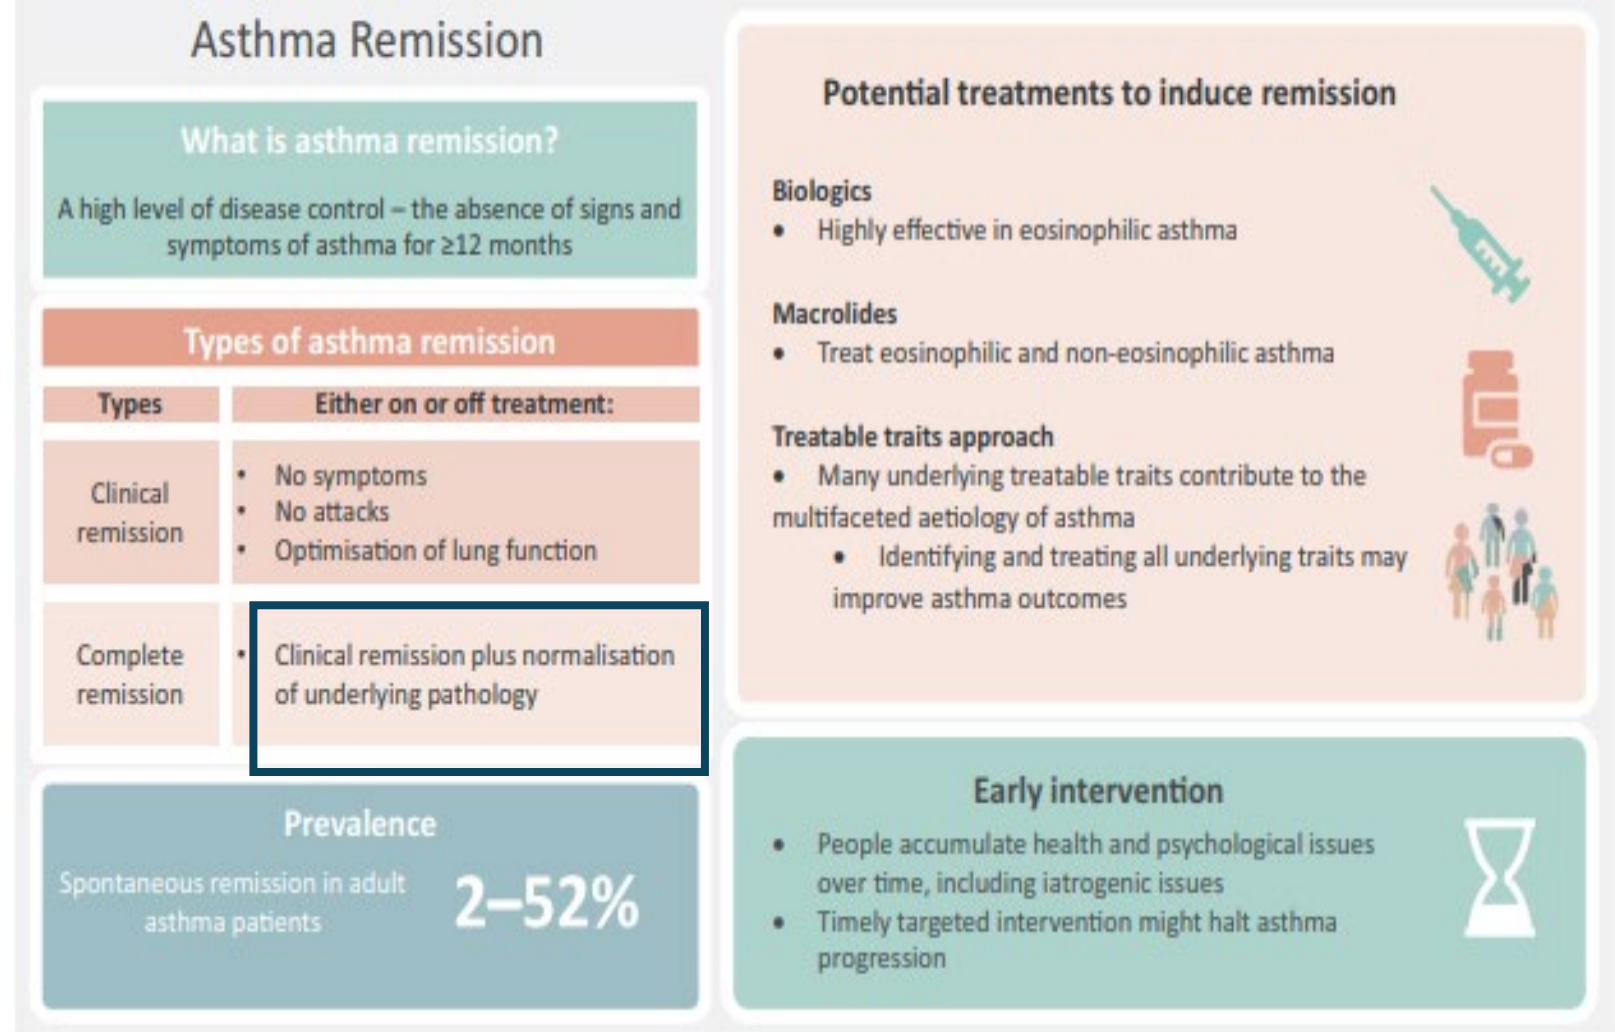 Asthma Remission
What is asthma remission?
A high level of disease control – the absence of signs and
symptoms of asthma for ≥12 months
Types of asthma remission
Types
Either on or off treatment:
Clinical
remission
• No symptoms
• No attacks
• Optimisation of lung function
Complete
remission
• Clinical remission plus normalisation
of underlying pathology
Prevalence
Spontaneous remission in adult
asthma patients
2–52%
Potential treatments to induce remission
Biologics
• Highly effective in eosinophilic asthma
Macrolides
• Treat eosinophilic and non-eosinophilic asthma
Treatable traits approach
• Many underlying treatable traits contribute to the
multifaceted aetiology of asthma
• Identifying and treating all underlying traits may
improve asthma outcomes
Early intervention
• People accumulate health and psychological issues
over time, including iatrogenic issues
• Timely targeted intervention might halt asthma
progression